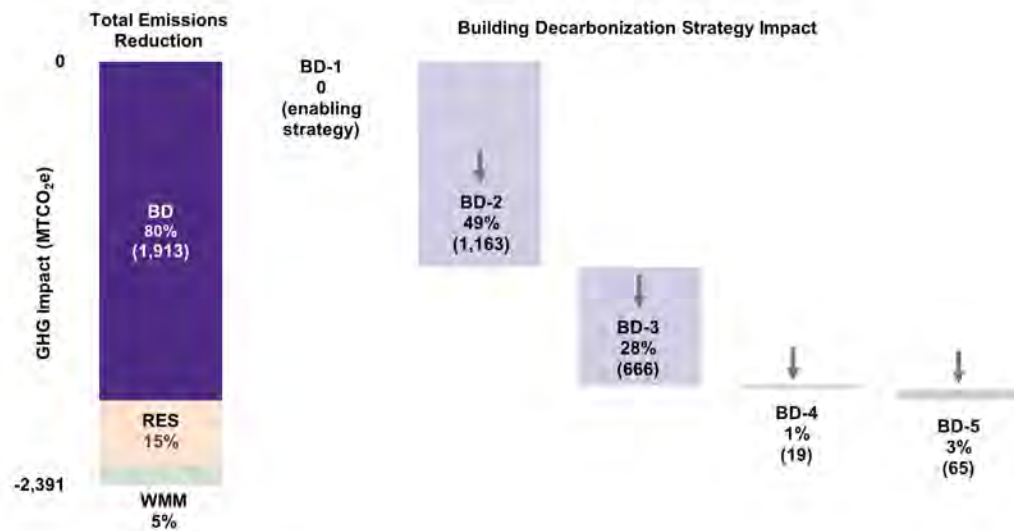 Total Emissions
Reduction
Building Decarbonization Strategy Impact
0
GHG Impact (MTCO₂e)
-2,391
BD
80%
(1,913)
RES
15%
WMM
5%
BD-1
0
(enabling
strategy)
BD-2
49%
(1,163)
BD-3
28%
(666)
BD-4
1%
(19)
BD-5
3%
(65)